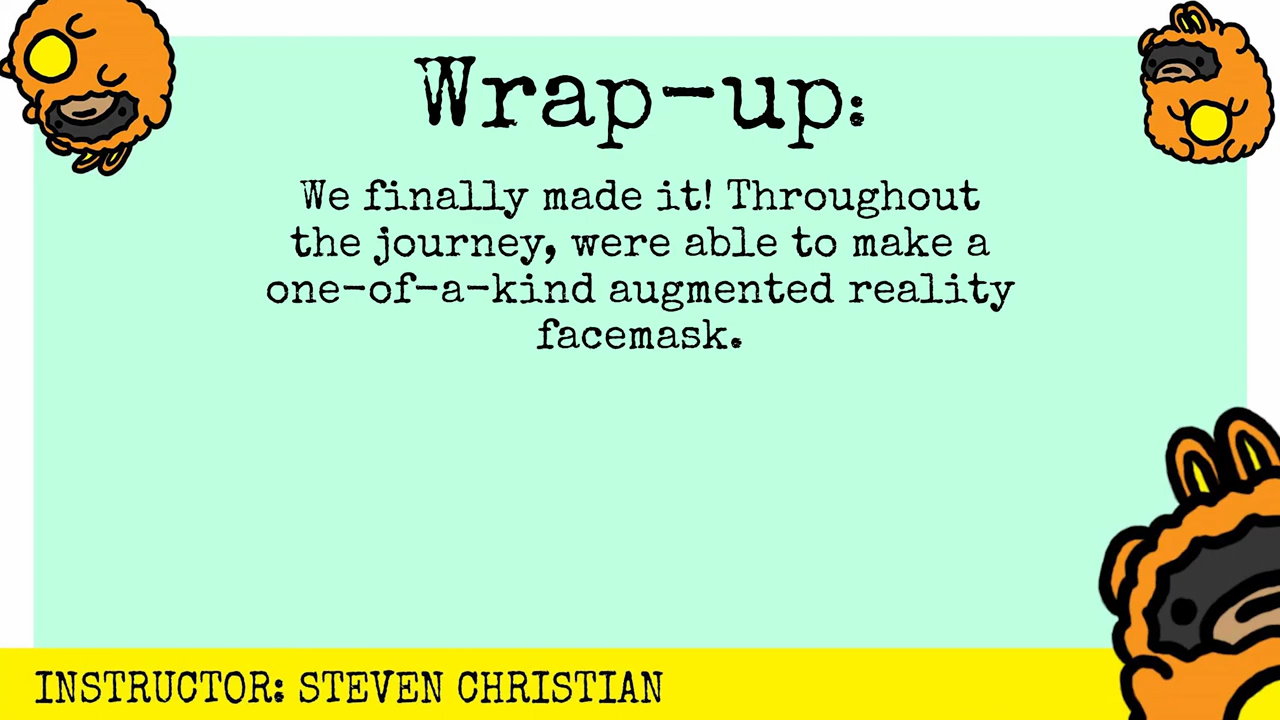 Wrap-up:
We finally made it! Throughout
the journey, were able to make a
one-of-a-kind augmented reality
facemask.
INSTRUCTOR: STEVEN CHRISTIAN